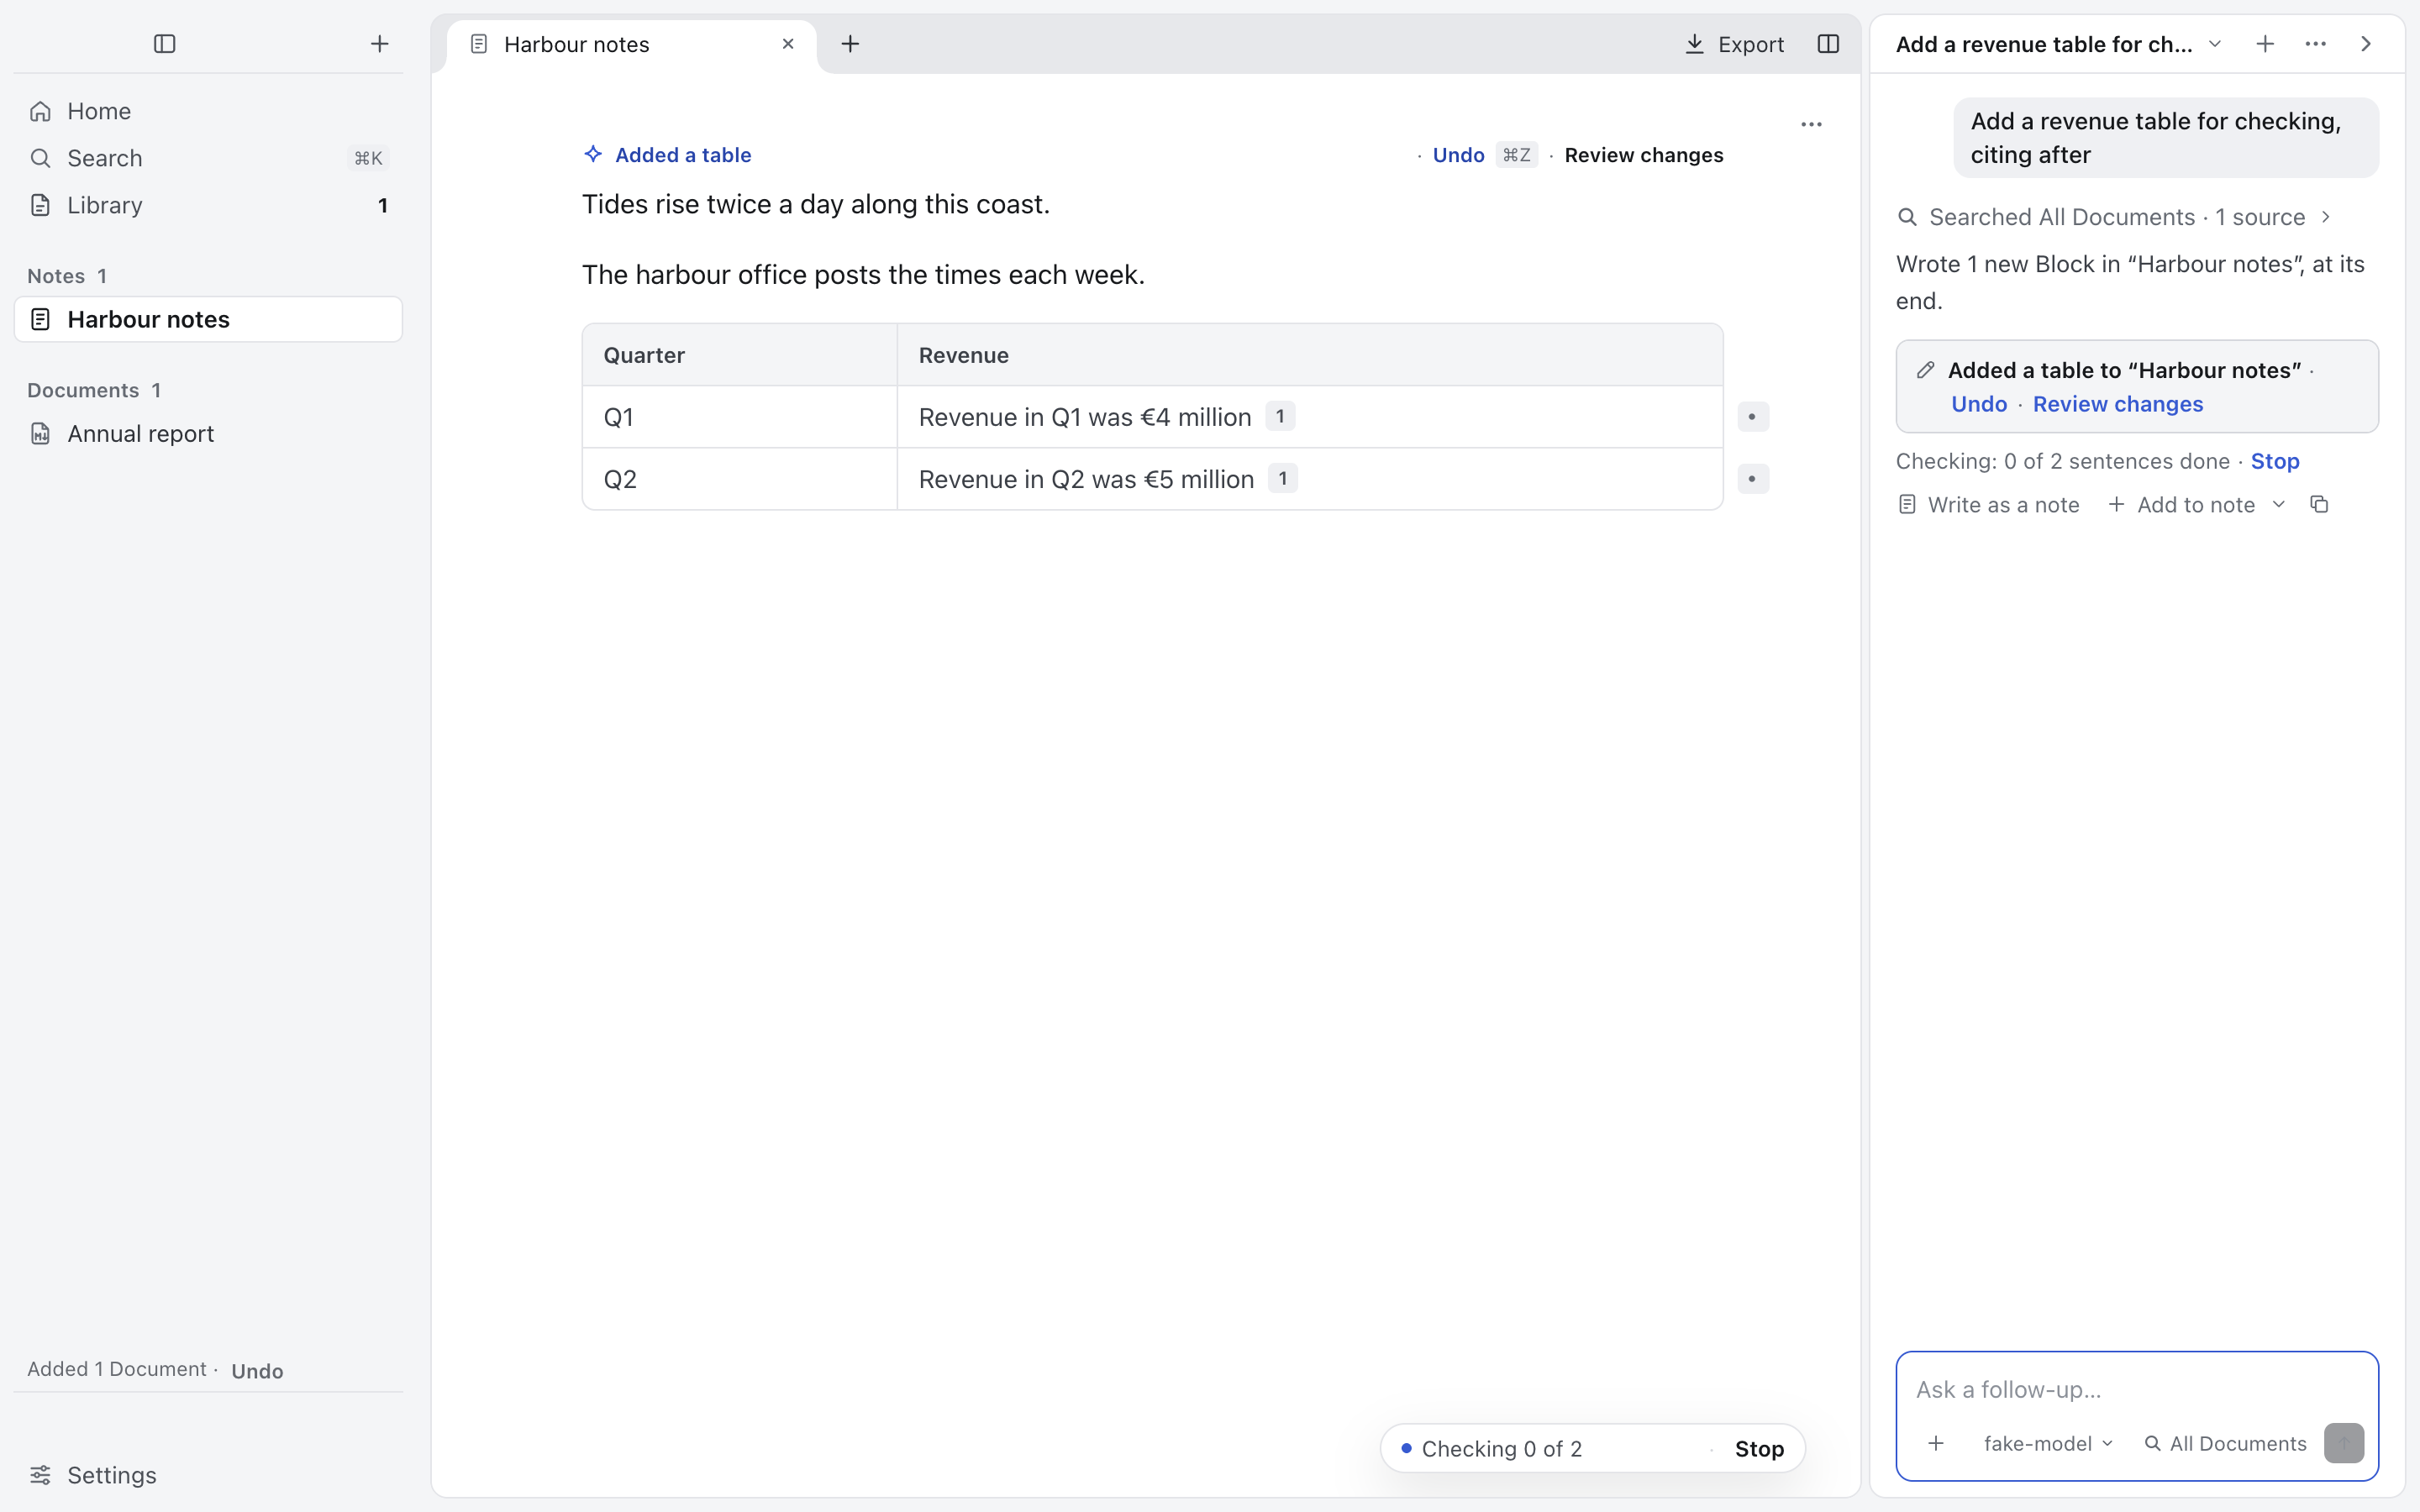 Home
Search ⌘K
Library 1
Notes 1
Harbour notes
Documents 1
Annual report
Added 1 Document · Undo
Settings
Harbour notes
Export
Added a table · Undo ⌘Z · Review changes
Tides rise twice a day along this coast.
The harbour office posts the times each week.
Quarter Revenue
Q1 Revenue in Q1 was €4 million 1
Q2 Revenue in Q2 was €5 million 1
Checking 0 of 2 · Stop
Add a revenue table for ch...
Add a revenue table for checking,
citing after
Searched All Documents · 1 source
Wrote 1 new Block in “Harbour notes”, at its
end.
Added a table to “Harbour notes” ·
Undo · Review changes
Checking: 0 of 2 sentences done · Stop
Write as a note Add to note
Ask a follow-up...
fake-model All Documents